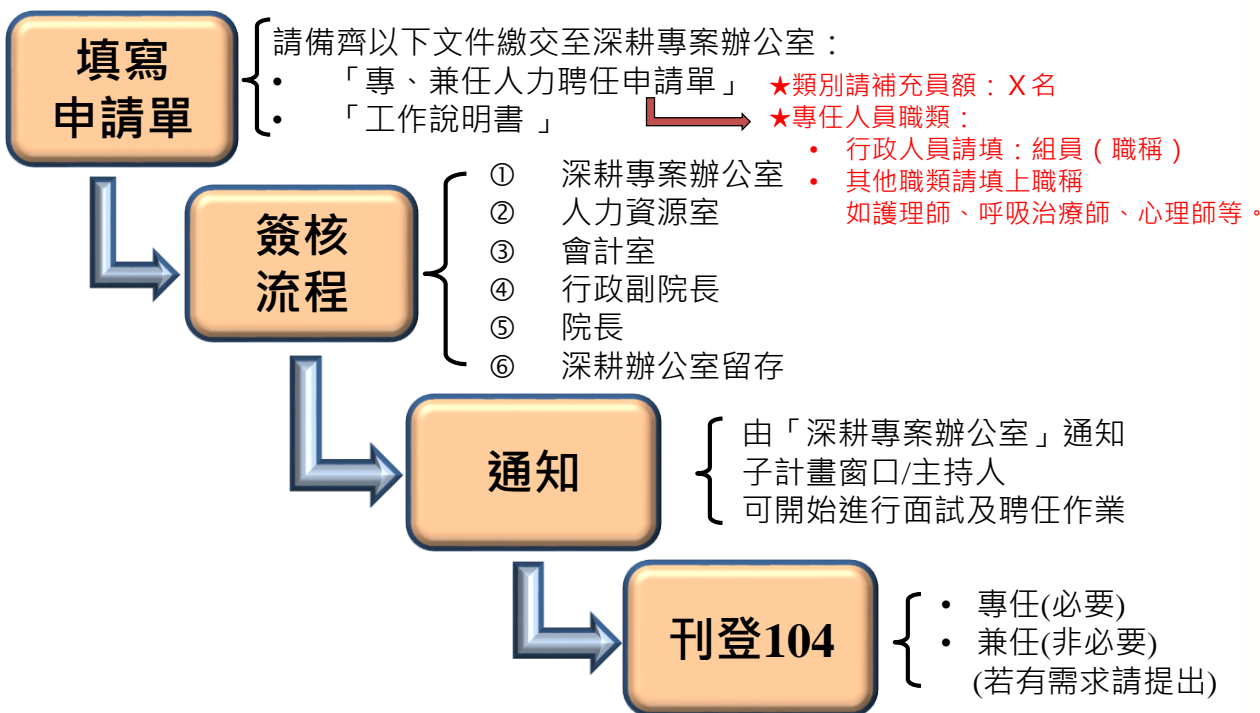 填寫
申請單
請備齊以下文件繳交至深耕專案辦公室：
• 「專、兼任人力聘任申請單」
• 「工作說明書 」
★類別請補充員額：X名
★專任人員職類：
• 行政人員請填：組員（職稱）
• 其他職類請填上職稱
如護理師、呼吸治療師、心理師等。
簽核
流程
① 深耕專案辦公室
② 人力資源室
③ 會計室
④ 行政副院長
⑤ 院長
⑥ 深耕辦公室留存
通知
由「深耕專案辦公室」通知
子計畫窗口/主持人
可開始進行面試及聘任作業
刊登104
• 專任(必要)
• 兼任(非必要)
(若有需求請提出)